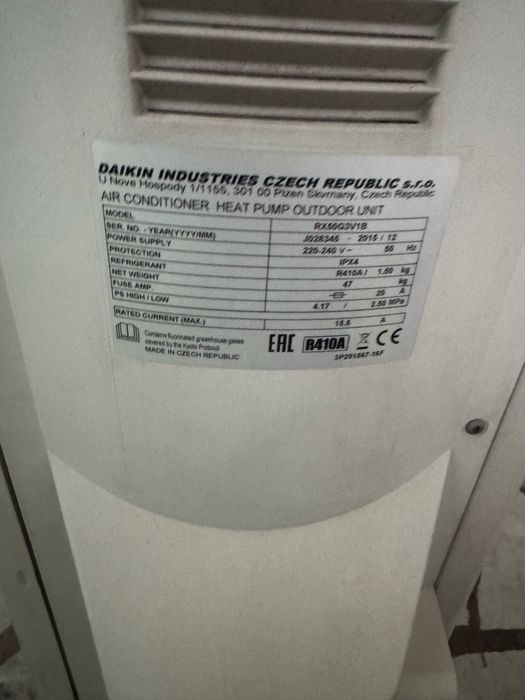 DAIKIN INDUSTRIES CZECH REPUBLIC s.r.o.
U Nove Hospody 1/1155, 301 00 Plzen Skvrnany, Czech Republic
AIR CONDITIONER HEAT PUMP OUTDOOR UNIT
MODEL RX50G3V1B
SER. NO. - YEAR(YYYY/MM) J028345 - 2015 / 12
POWER SUPPLY 220-240 V ~ 50 Hz
PROTECTION IPX4
REFRIGERANT R410A / 1.50 kg
NET WEIGHT 47 kg
FUSE AMP 20 A
PS HIGH / LOW 4.17 / 2.50 MPa
RATED CURRENT (MAX.) 15.5 A
Contains fluorinated greenhouse gases
covered by the Kyoto Protocol
MADE IN CZECH REPUBLIC
EAC R410A CE
3P291567-16F